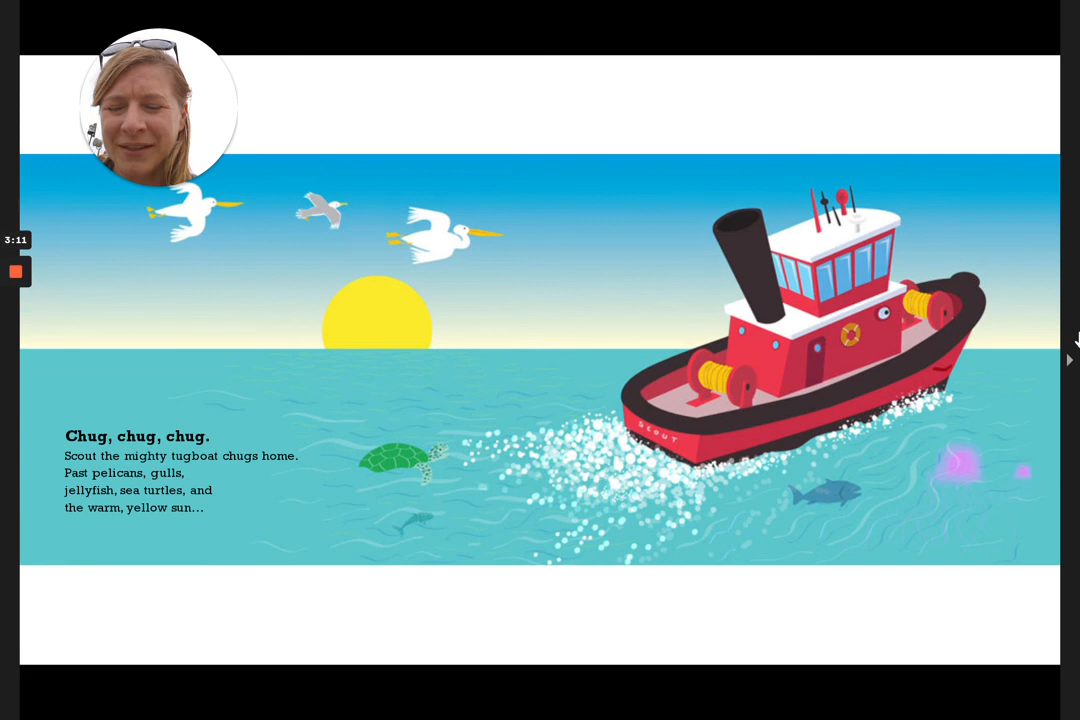 3:11
Chug, chug, chug.
Scout the mighty tugboat chugs home.
Past pelicans, gulls,
jellyfish, sea turtles, and
the warm, yellow sun...
SCOUT